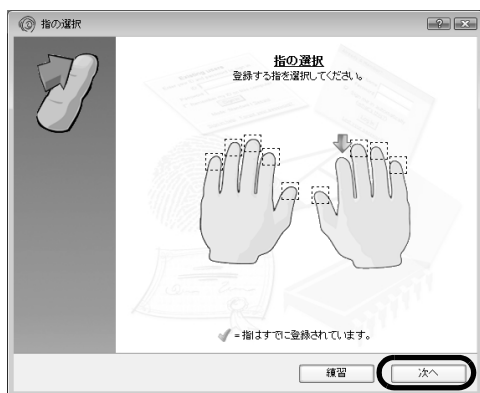 指の選択
指の選択
登録する指を選択してください。
=指はすでに登録されています。
練習
次へ